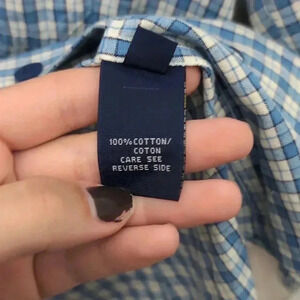 100% COTTON/
COTON
CARE SEE
REVERSE SIDE